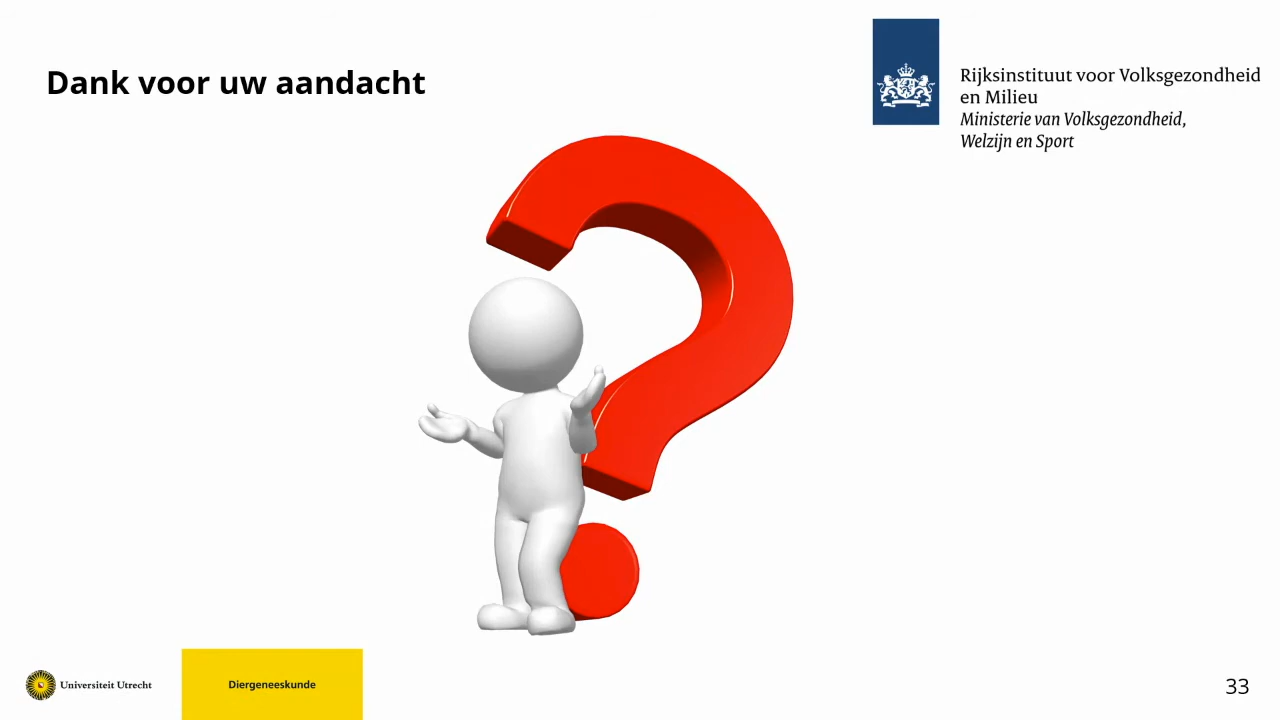 Dank voor uw aandacht
Rijksinstituut voor Volksgezondheid
en Milieu
Ministerie van Volksgezondheid,
Welzijn en Sport
Universiteit Utrecht
Diergeneeskunde
33